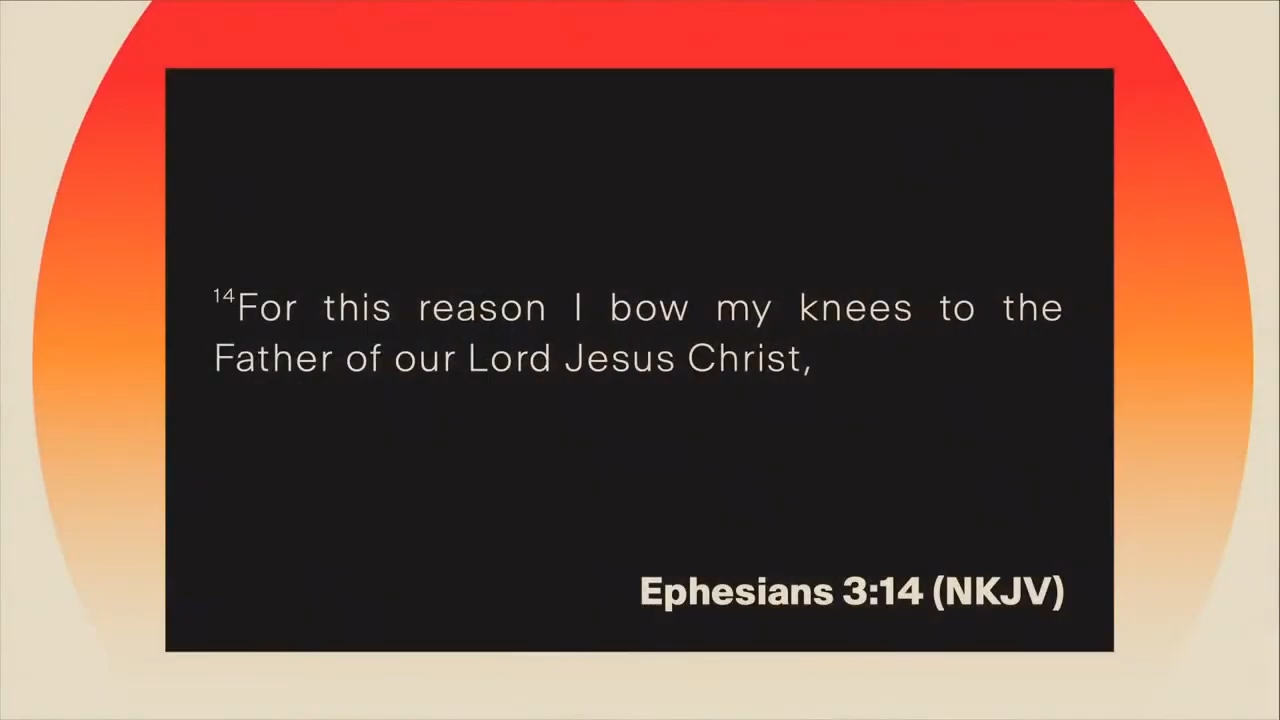 ¹⁴For this reason I bow my knees to the
Father of our Lord Jesus Christ,
Ephesians 3:14 (NKJV)